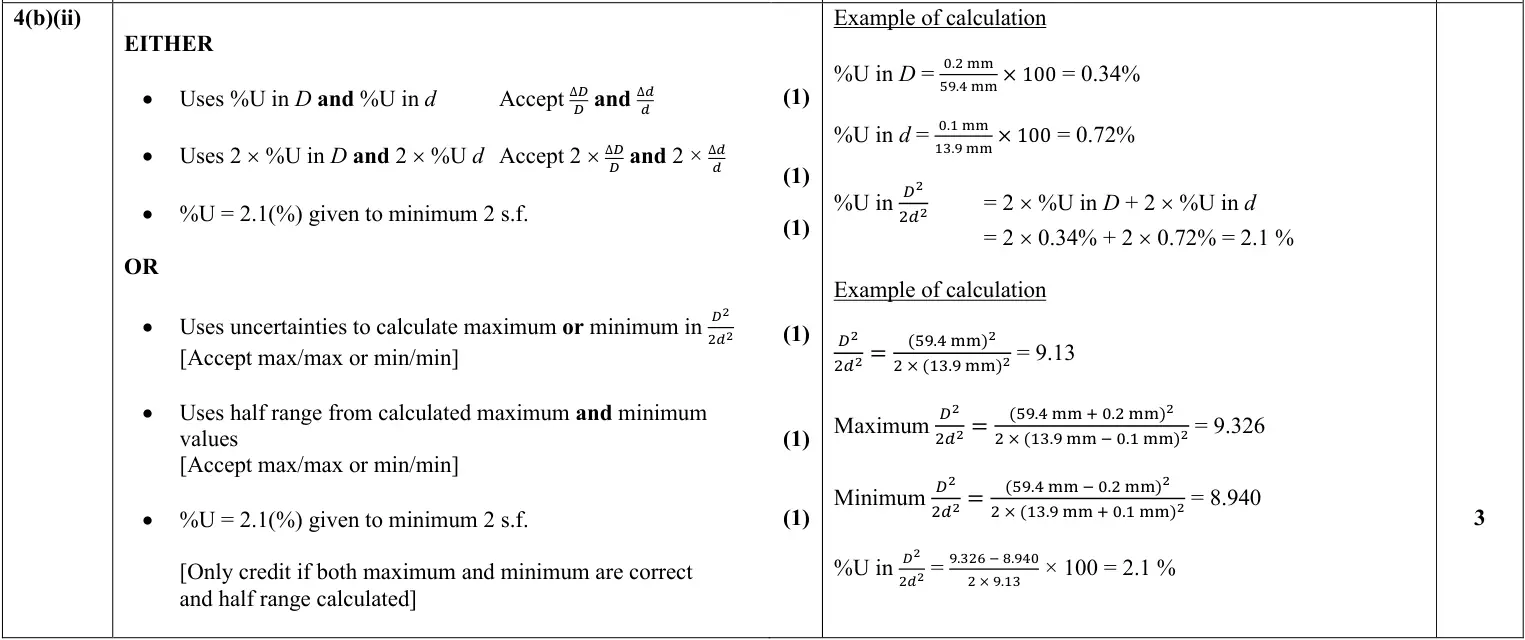 4(b)(ii)
EITHER
• Uses %U in D and %U in d Accept ΔD/D and Δd/d (1)
• Uses 2 × %U in D and 2 × %U d Accept 2 × ΔD/D and 2 × Δd/d (1)
• %U = 2.1(%) given to minimum 2 s.f. (1)
OR
• Uses uncertainties to calculate maximum or minimum in D²/2d² (1)
[Accept max/max or min/min]
• Uses half range from calculated maximum and minimum
values (1)
[Accept max/max or min/min]
• %U = 2.1(%) given to minimum 2 s.f. (1)
[Only credit if both maximum and minimum are correct
and half range calculated]
Example of calculation
%U in D = 0.2 mm/59.4 mm × 100 = 0.34%
%U in d = 0.1 mm/13.9 mm × 100 = 0.72%
%U in D²/2d² = 2 × %U in D + 2 × %U in d
= 2 × 0.34% + 2 × 0.72% = 2.1 %
Example of calculation
D²/2d² = (59.4 mm)²/2 × (13.9 mm)² = 9.13
Maximum D²/2d² = (59.4 mm + 0.2 mm)²/2 × (13.9 mm − 0.1 mm)² = 9.326
Minimum D²/2d² = (59.4 mm − 0.2 mm)²/2 × (13.9 mm + 0.1 mm)² = 8.940
%U in D²/2d² = 9.326 − 8.940/2 × 9.13 × 100 = 2.1 %
3